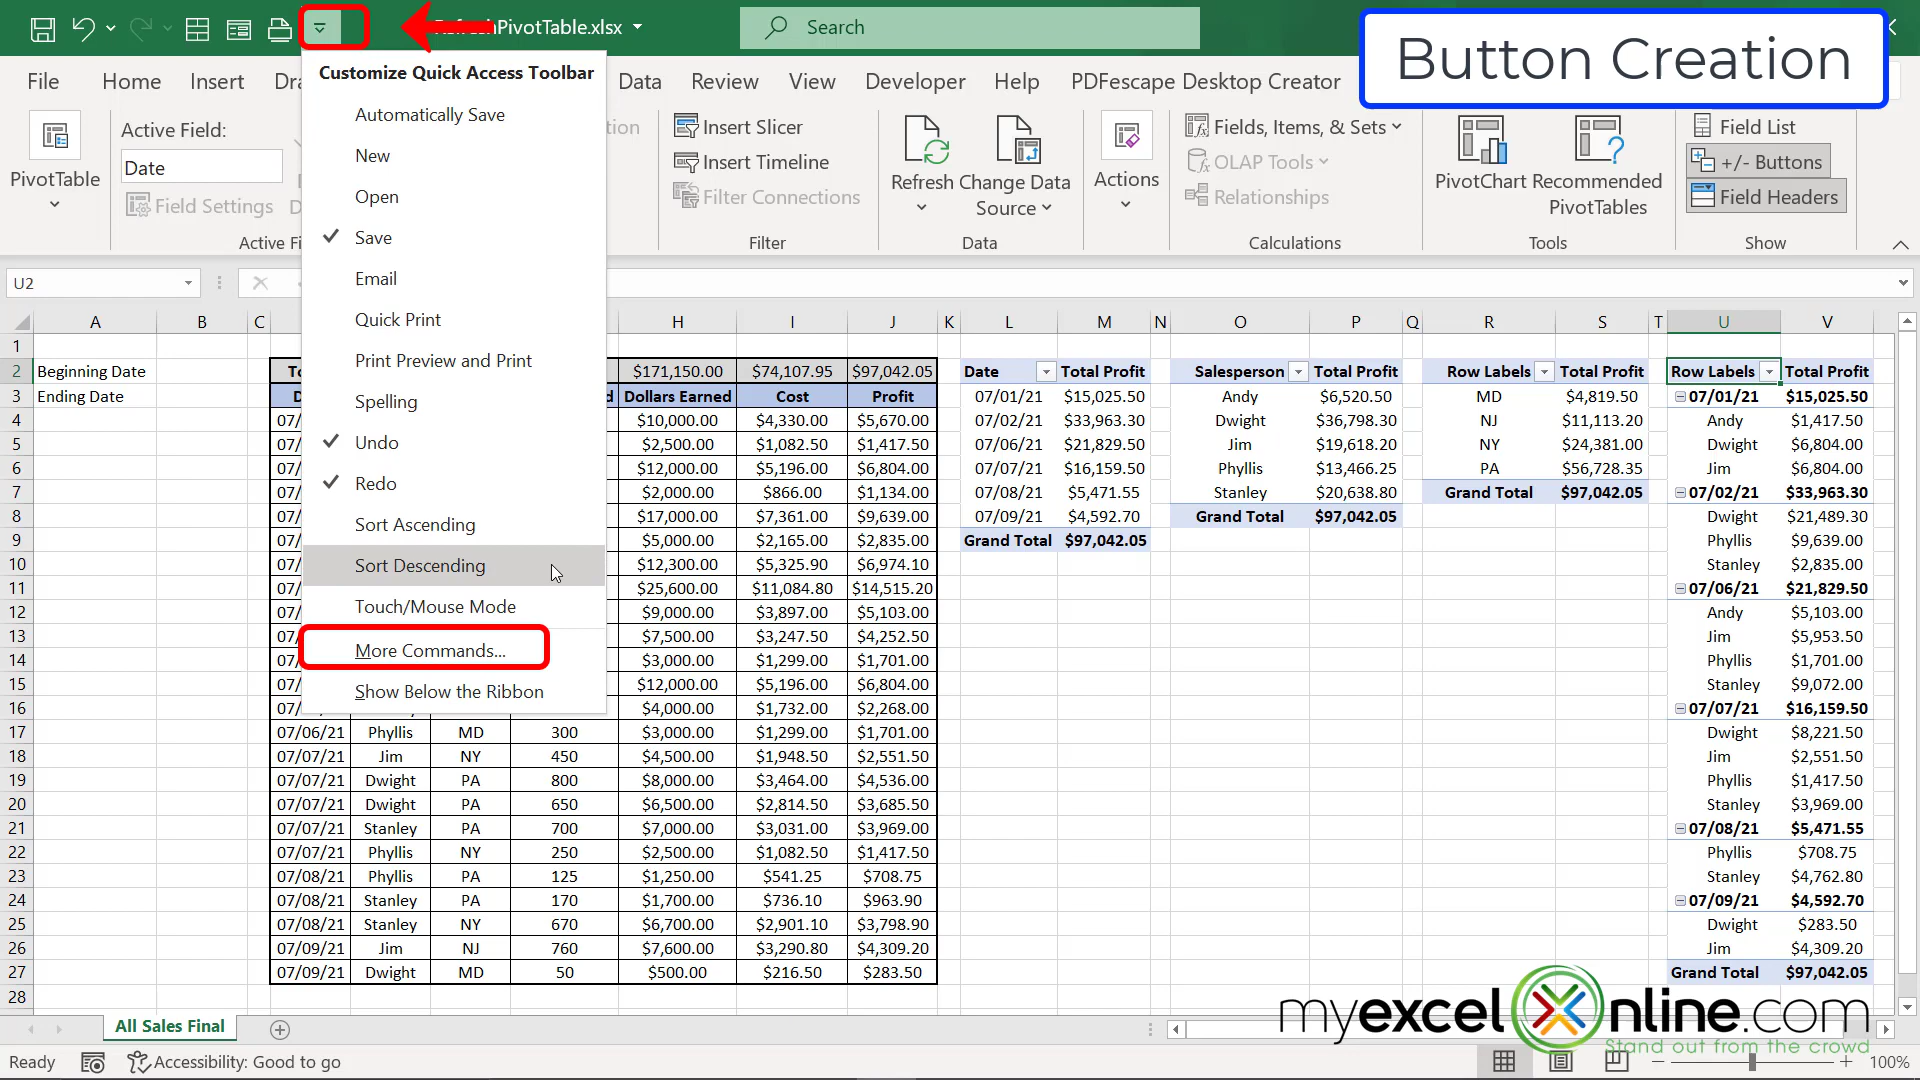 RefreshPivotTable.xlsx
Search
Button Creation
File Home Insert Data Review View Developer Help PDFescape Desktop Creator
Customize Quick Access Toolbar
Automatically Save
New
Open
Save
Email
Quick Print
Print Preview and Print
Spelling
Undo
Redo
Sort Ascending
Sort Descending
Touch/Mouse Mode
More Commands...
Show Below the Ribbon
PivotTable
Active Field:
Date
Field Settings
Insert Slicer
Insert Timeline
Filter Connections
Filter
Refresh
Change Data
Source
Data
Actions
Fields, Items, & Sets
OLAP Tools
Relationships
Calculations
PivotChart
Recommended
PivotTables
Tools
Field List
+/- Buttons
Field Headers
Show
U2
A B C H I J K L M N O P Q R S T U V
1
2 Beginning Date $171,150.00 $74,107.95 $97,042.05 Date Total Profit Salesperson Total Profit Row Labels Total Profit Row Labels Total Profit
3 Ending Date Dollars Earned Cost Profit 07/01/21 $15,025.50 Andy $6,520.50 MD $4,819.50 07/01/21 $15,025.50
4 $10,000.00 $4,330.00 $5,670.00 07/02/21 $33,963.30 Dwight $36,798.30 NJ $11,113.20 Andy $1,417.50
5 $2,500.00 $1,082.50 $1,417.50 07/06/21 $21,829.50 Jim $19,618.20 NY $24,381.00 Dwight $6,804.00
6 $12,000.00 $5,196.00 $6,804.00 07/07/21 $16,159.50 Phyllis $13,466.25 PA $56,728.35 Jim $6,804.00
7 $2,000.00 $866.00 $1,134.00 07/08/21 $5,471.55 Stanley $20,638.80 Grand Total $97,042.05 07/02/21 $33,963.30
8 $17,000.00 $7,361.00 $9,639.00 07/09/21 $4,592.70 Grand Total $97,042.05 Dwight $21,489.30
9 $5,000.00 $2,165.00 $2,835.00 Grand Total $97,042.05 Phyllis $9,639.00
10 $12,300.00 $5,325.90 $6,974.10 Stanley $2,835.00
11 $25,600.00 $11,084.80 $14,515.20 07/06/21 $21,829.50
12 $9,000.00 $3,897.00 $5,103.00 Andy $5,103.00
13 $7,500.00 $3,247.50 $4,252.50 Jim $5,953.50
14 $3,000.00 $1,299.00 $1,701.00 Phyllis $1,701.00
15 $12,000.00 $5,196.00 $6,804.00 Stanley $9,072.00
16 $4,000.00 $1,732.00 $2,268.00 07/07/21 $16,159.50
17 07/06/21 Phyllis MD 300 $3,000.00 $1,299.00 $1,701.00 Dwight $8,221.50
18 07/07/21 Jim NY 450 $4,500.00 $1,948.50 $2,551.50 Jim $2,551.50
19 07/07/21 Dwight PA 800 $8,000.00 $3,464.00 $4,536.00 Phyllis $1,417.50
20 07/07/21 Dwight PA 650 $6,500.00 $2,814.50 $3,685.50 Stanley $3,969.00
21 07/07/21 Stanley PA 700 $7,000.00 $3,031.00 $3,969.00 07/08/21 $5,471.55
22 07/07/21 Phyllis NY 250 $2,500.00 $1,082.50 $1,417.50 Phyllis $708.75
23 07/08/21 Phyllis PA 125 $1,250.00 $541.25 $708.75 Stanley $4,762.80
24 07/08/21 Stanley PA 170 $1,700.00 $736.10 $963.90 07/09/21 $4,592.70
25 07/08/21 Stanley NY 670 $6,700.00 $2,901.10 $3,798.90 Dwight $283.50
26 07/09/21 Jim NJ 760 $7,600.00 $3,290.80 $4,309.20 Jim $4,309.20
27 07/09/21 Dwight MD 50 $500.00 $216.50 $283.50 Grand Total $97,042.05
28
All Sales Final
myexcelonline.com
Stand out from the crowd
Ready
Accessibility: Good to go
100%